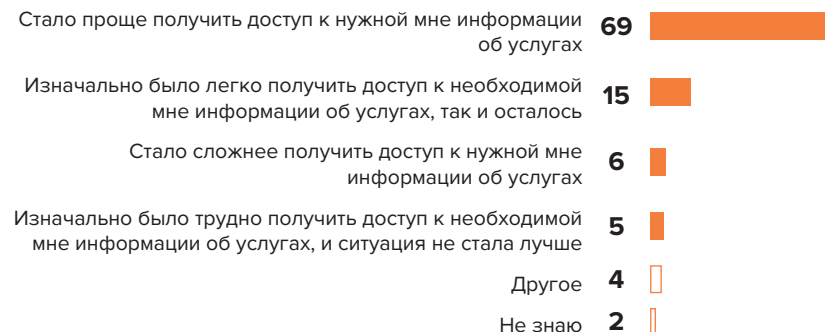 Стало проще получить доступ к нужной мне информации
об услугах
69
Изначально было легко получить доступ к необходимой
мне информации об услугах, так и осталось
15
Стало сложнее получить доступ к нужной мне
информации об услугах
6
Изначально было трудно получить доступ к необходимой
мне информации об услугах, и ситуация не стала лучше
5
Другое
4
Не знаю
2